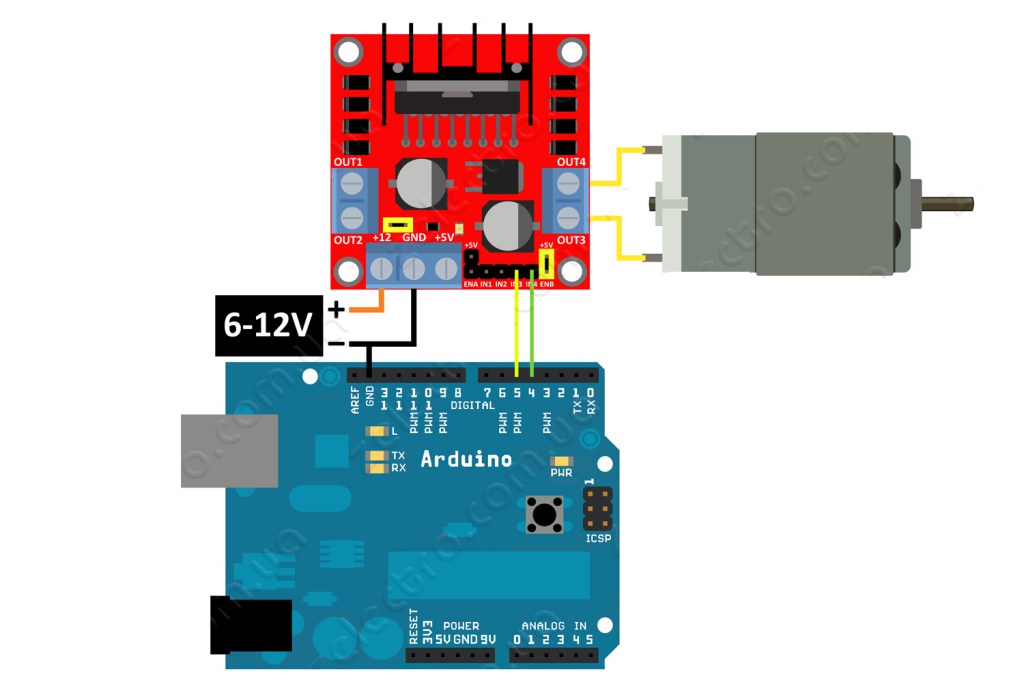 OUT1 OUT4
OUT2 +12 GND +5V +5V +5V OUT3
ENA IN1 IN2 IN3 IN4 ENB
6-12V
+
−
AREF
GND
13
12
11 PWM
10 PWM
9 PWM
8
DIGITAL
7
6 PWM
5 PWM
4
3 PWM
2
1 TX
0 RX
L
TX
RX
Arduino
PWR
1
ICSP
RESET
3V3
POWER
5V GND 9V
ANALOG IN
0 1 2 3 4 5
zelectro.com.ua